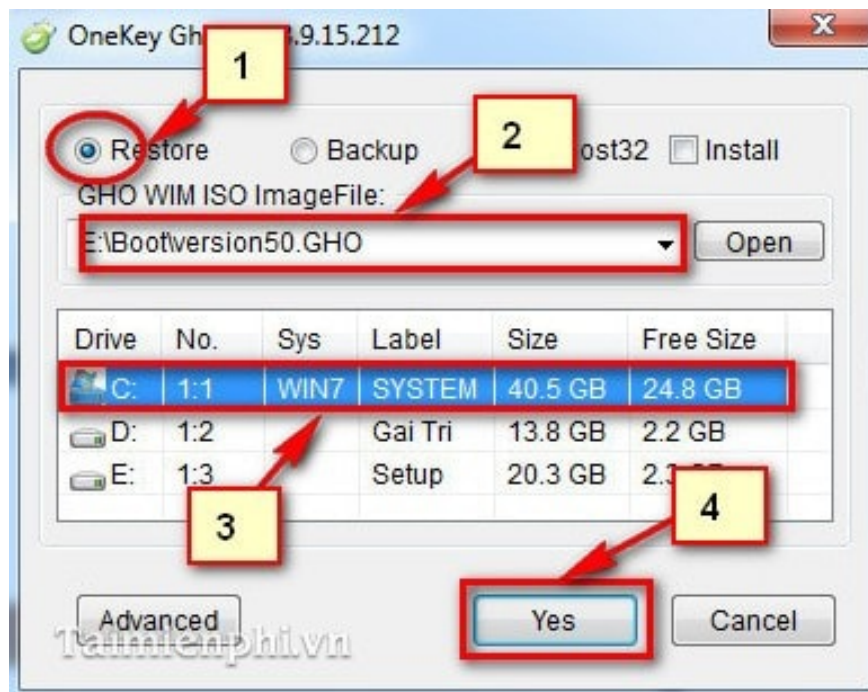 OneKey Gh 3.9.15.212
1
Restore Backup 2 ost32 Install
GHO WIM ISO ImageFile:
E:\Boot\version50.GHO Open
Drive No. Sys Label Size Free Size
C: 1:1 WIN7 SYSTEM 40.5 GB 24.8 GB
D: 1:2 Gai Tri 13.8 GB 2.2 GB
E: 1:3 Setup 20.3 GB
3 4
Advanced Yes Cancel
Taimienphi.vn